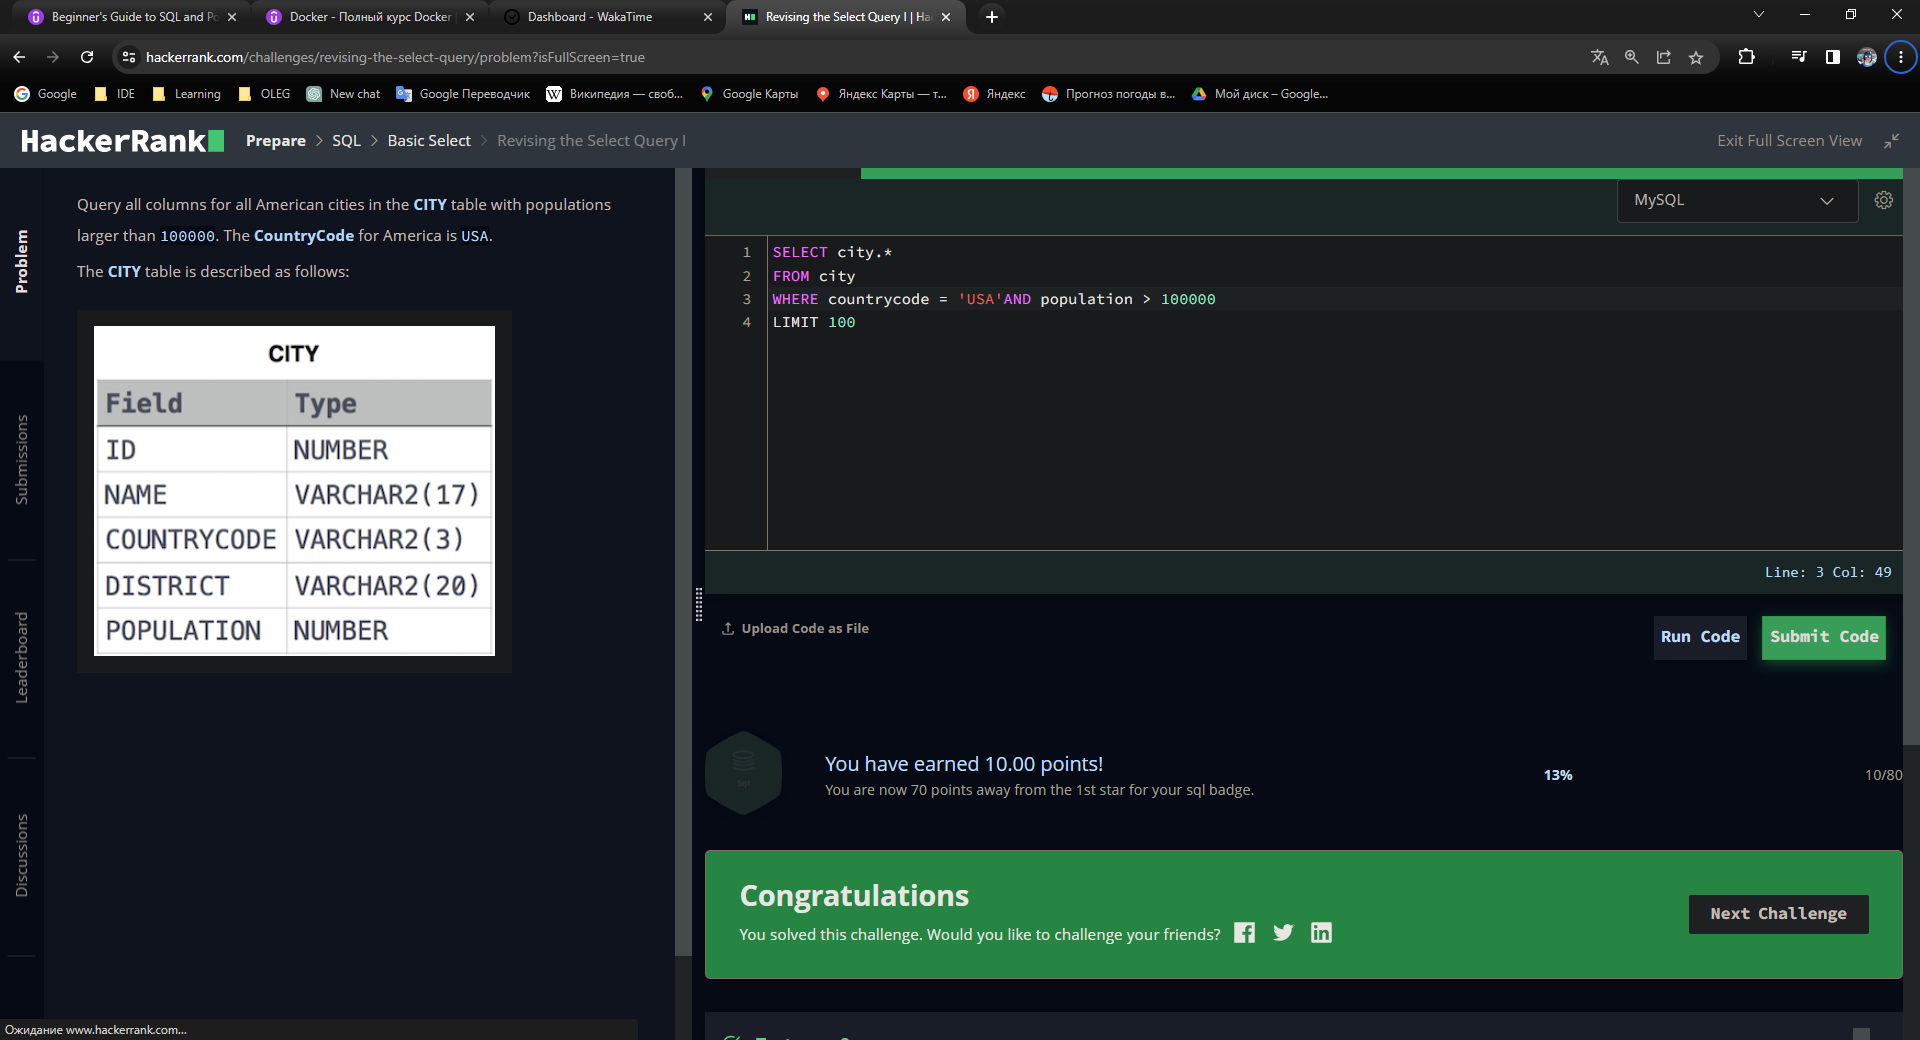 Beginner's Guide to SQL and Po
Docker - Полный курс Docker
Dashboard - WakaTime
Revising the Select Query I | Ha
hackerrank.com/challenges/revising-the-select-query/problem?isFullScreen=true
Google
IDE
Learning
OLEG
New chat
Google Переводчик
Википедия — своб...
Google Карты
Яндекс Карты — т...
Яндекс
Прогноз погоды в...
Мой диск – Google...
HackerRank
Prepare > SQL > Basic Select > Revising the Select Query I
Exit Full Screen View
Problem
Submissions
Leaderboard
Discussions
Query all columns for all American cities in the CITY table with populations
larger than 100000. The CountryCode for America is USA.
The CITY table is described as follows:
CITY
Field Type
ID NUMBER
NAME VARCHAR2(17)
COUNTRYCODE VARCHAR2(3)
DISTRICT VARCHAR2(20)
POPULATION NUMBER
MySQL
1 SELECT city.*
2 FROM city
3 WHERE countrycode = 'USA'AND population > 100000
4 LIMIT 100
Line: 3 Col: 49
Upload Code as File
Run Code
Submit Code
You have earned 10.00 points!
You are now 70 points away from the 1st star for your sql badge.
13%
10/80
Congratulations
You solved this challenge. Would you like to challenge your friends?
Next Challenge
Ожидание www.hackerrank.com...